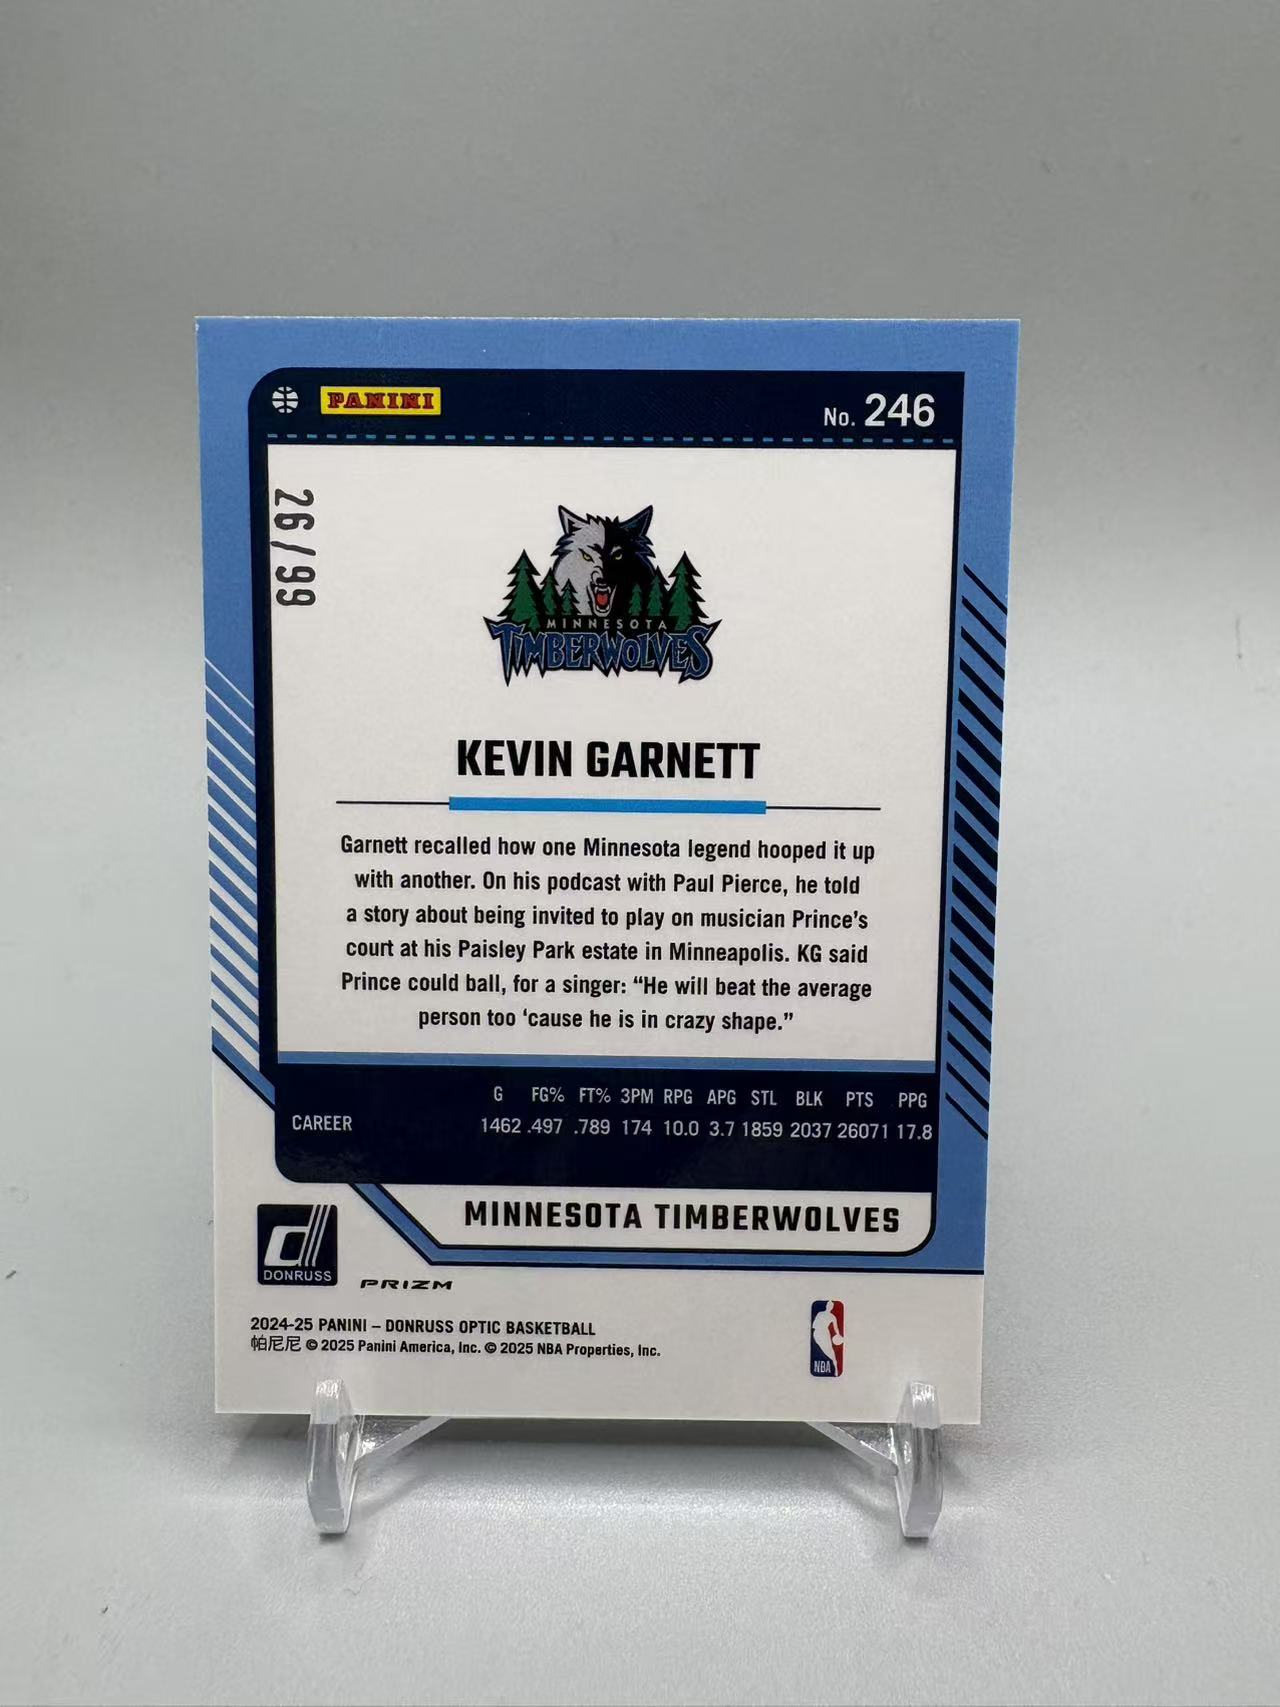 PANINI
No. 246
26/99
MINNESOTA
TIMBERWOLVES
KEVIN GARNETT
Garnett recalled how one Minnesota legend hooped it up
with another. On his podcast with Paul Pierce, he told
a story about being invited to play on musician Prince's
court at his Paisley Park estate in Minneapolis. KG said
Prince could ball, for a singer: “He will beat the average
person too ‘cause he is in crazy shape.”
G FG% FT% 3PM RPG APG STL BLK PTS PPG
CAREER 1462 .497 .789 174 10.0 3.7 1859 2037 26071 17.8
MINNESOTA TIMBERWOLVES
d
DONRUSS
PRIZM
2024-25 PANINI – DONRUSS OPTIC BASKETBALL
帕尼尼 © 2025 Panini America, Inc. © 2025 NBA Properties, Inc.
NBA